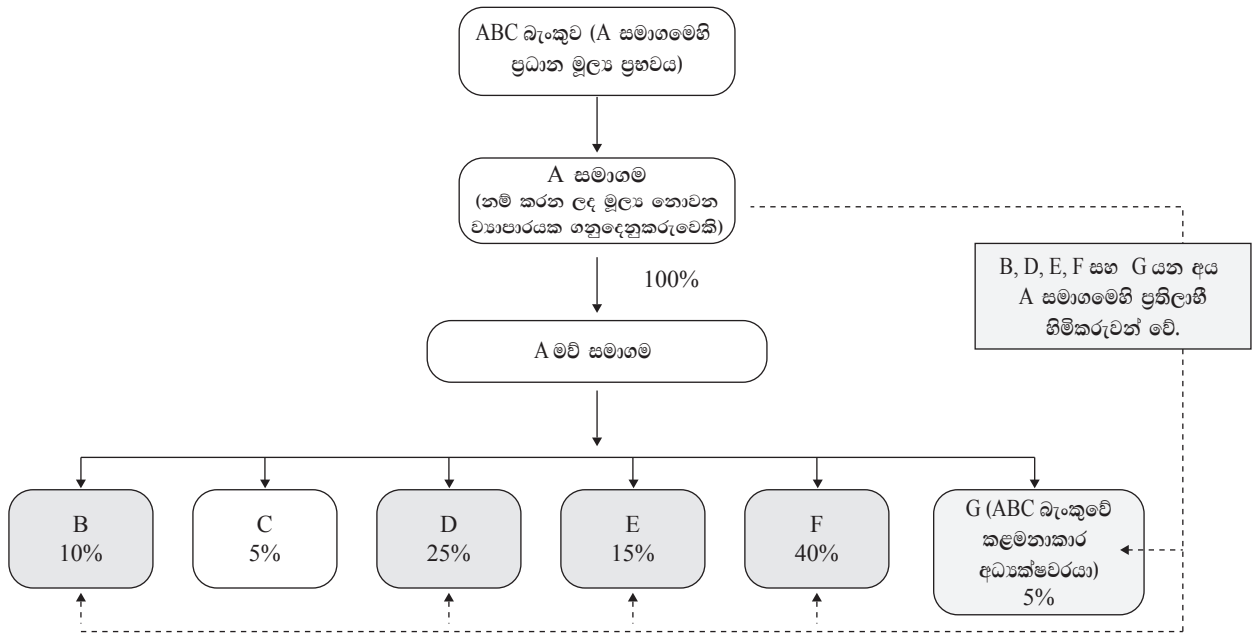 ABC බැංකුව (A සමාගමෙහි
ප්‍රධාන මූල්‍ය ප්‍රභවය)
A සමාගම
(නම් කරන ලද මූල්‍ය නොවන
ව්‍යාපාරයක ගනුදෙනුකරුවෙකි)
100%
B, D, E, F සහ G යන අය
A සමාගමෙහි ප්‍රතිලාභී
හිමිකරුවන් වේ.
A මව් සමාගම
B
10%
C
5%
D
25%
E
15%
F
40%
G (ABC බැංකුවේ
කළමනාකාර
අධ්‍යක්ෂවරයා)
5%